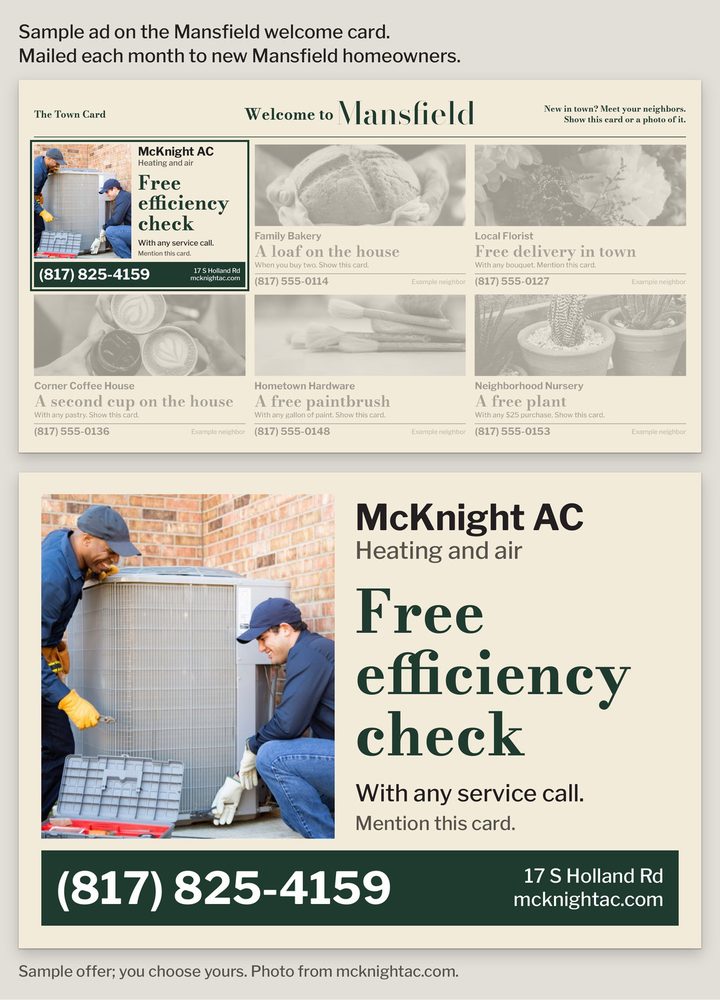 Sample ad on the Mansfield welcome card.
Mailed each month to new Mansfield homeowners.
The Town Card
Welcome to Mansfield
New in town? Meet your neighbors.
Show this card or a photo of it.
McKnight AC
Heating and air
Free
efficiency
check
With any service call.
Mention this card.
(817) 825-4159
17 S Holland Rd
mcknightac.com
Family Bakery
A loaf on the house
When you buy two. Show this card.
(817) 555-0114
Example neighbor
Local Florist
Free delivery in town
With any bouquet. Mention this card.
(817) 555-0127
Example neighbor
Corner Coffee House
A second cup on the house
With any pastry. Show this card.
(817) 555-0136
Example neighbor
Hometown Hardware
A free paintbrush
With any gallon of paint. Show this card.
(817) 555-0148
Example neighbor
Neighborhood Nursery
A free plant
With any $25 purchase. Show this card.
(817) 555-0153
Example neighbor
McKnight AC
Heating and air
Free
efficiency
check
With any service call.
Mention this card.
(817) 825-4159
17 S Holland Rd
mcknightac.com
Sample offer; you choose yours. Photo from mcknightac.com.